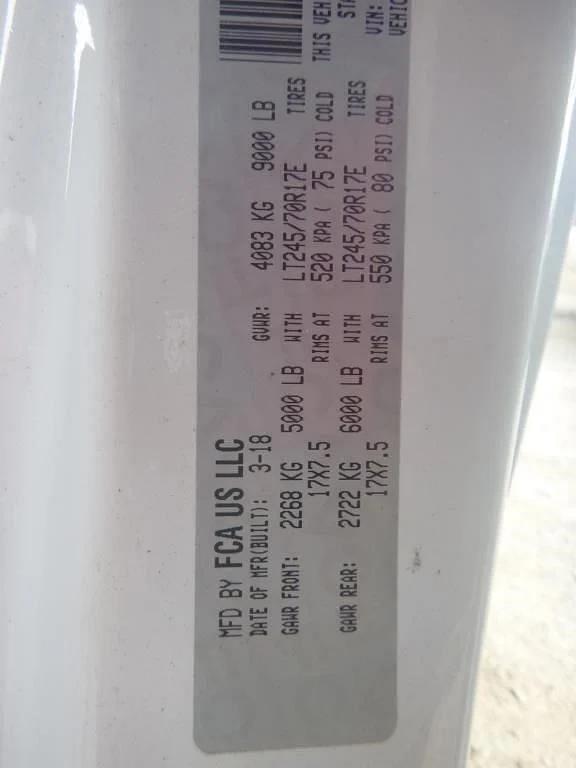 MFD BY FCA US LLC
DATE OF MFR(BUILT): 3-18 GVWR: 4083 KG 9000 LB
GAWR FRONT: 2268 KG 5000 LB WITH LT245/70R17E TIRES
17X7.5 RIMS AT 520 KPA ( 75 PSI) COLD
THIS VEH
GAWR REAR: 2722 KG 6000 LB WITH LT245/70R17E TIRES
17X7.5 RIMS AT 550 KPA ( 80 PSI) COLD
VIN:
VEHIC